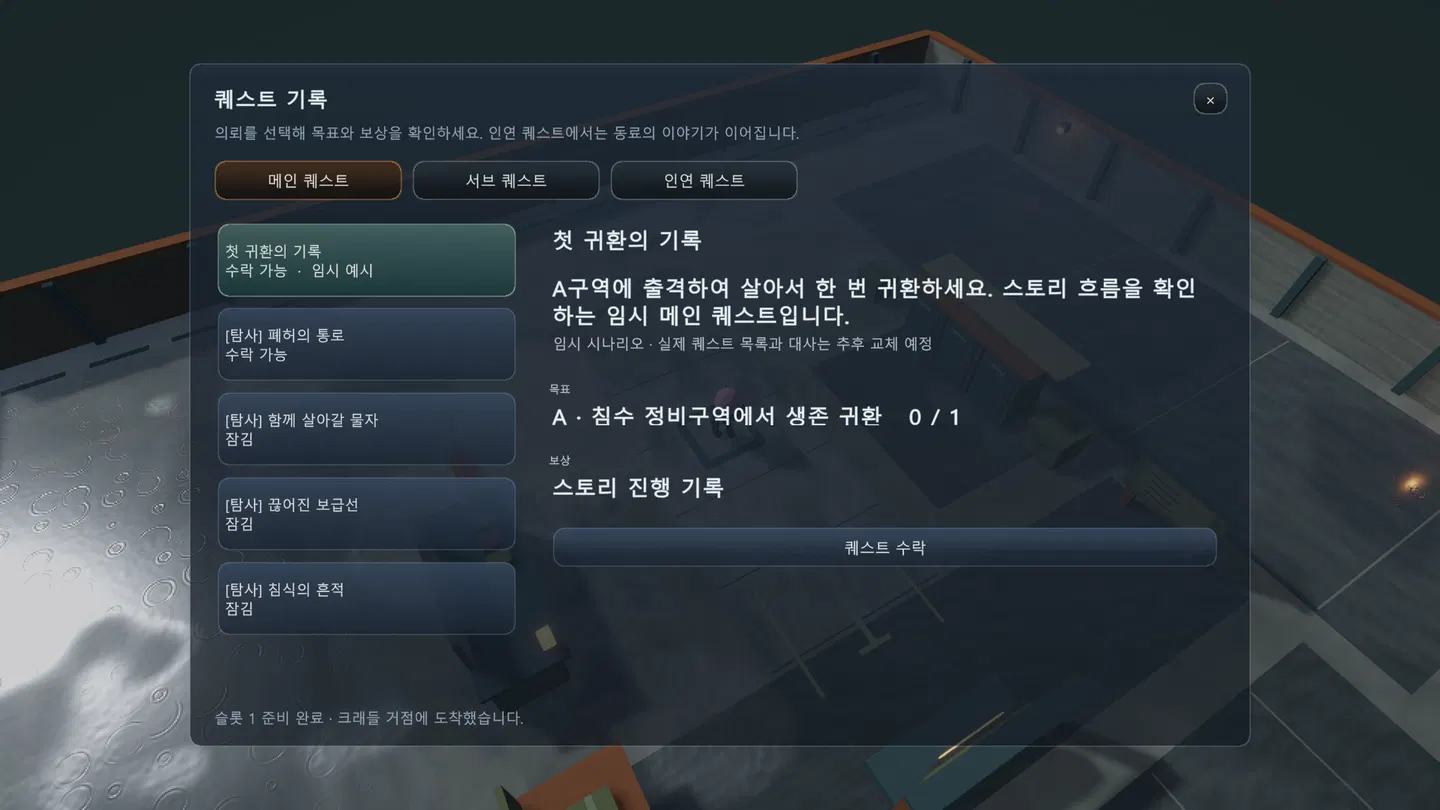 퀘스트 기록
×
의뢰를 선택해 목표와 보상을 확인하세요. 인연 퀘스트에서는 동료의 이야기가 이어집니다.
메인 퀘스트
서브 퀘스트
인연 퀘스트
첫 귀환의 기록
수락 가능 · 임시 예시
[탐사] 폐허의 통로
수락 가능
[탐사] 함께 살아갈 물자
잠김
[탐사] 끊어진 보급선
잠김
[탐사] 침식의 흔적
잠김
첫 귀환의 기록
A구역에 출격하여 살아서 한 번 귀환하세요. 스토리 흐름을 확인
하는 임시 메인 퀘스트입니다.
임시 시나리오 · 실제 퀘스트 목록과 대사는 추후 교체 예정
목표
A · 침수 정비구역에서 생존 귀환 0 / 1
보상
스토리 진행 기록
퀘스트 수락
슬롯 1 준비 완료 · 크래들 거점에 도착했습니다.